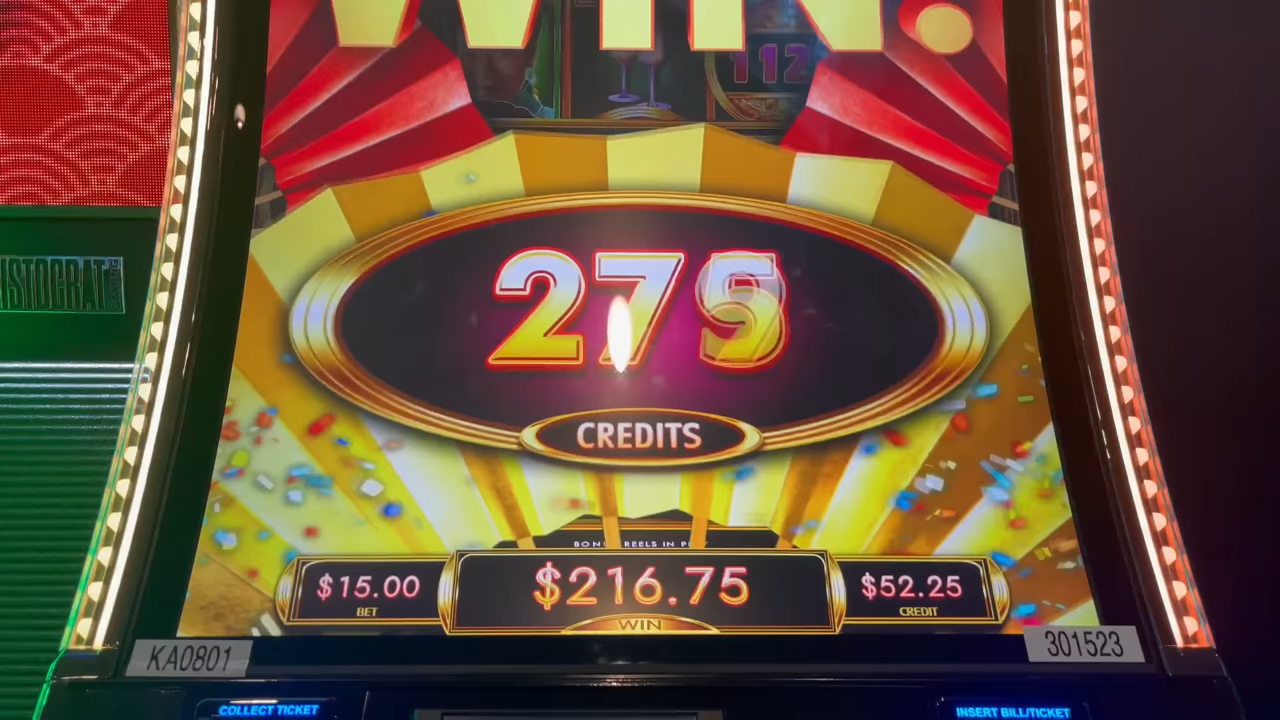 WIN!
112
275
CREDITS
$15.00
BET
$216.75
WIN
$52.25
CREDIT
KA0801
301523
COLLECT TICKET
INSERT BILL/TICKET